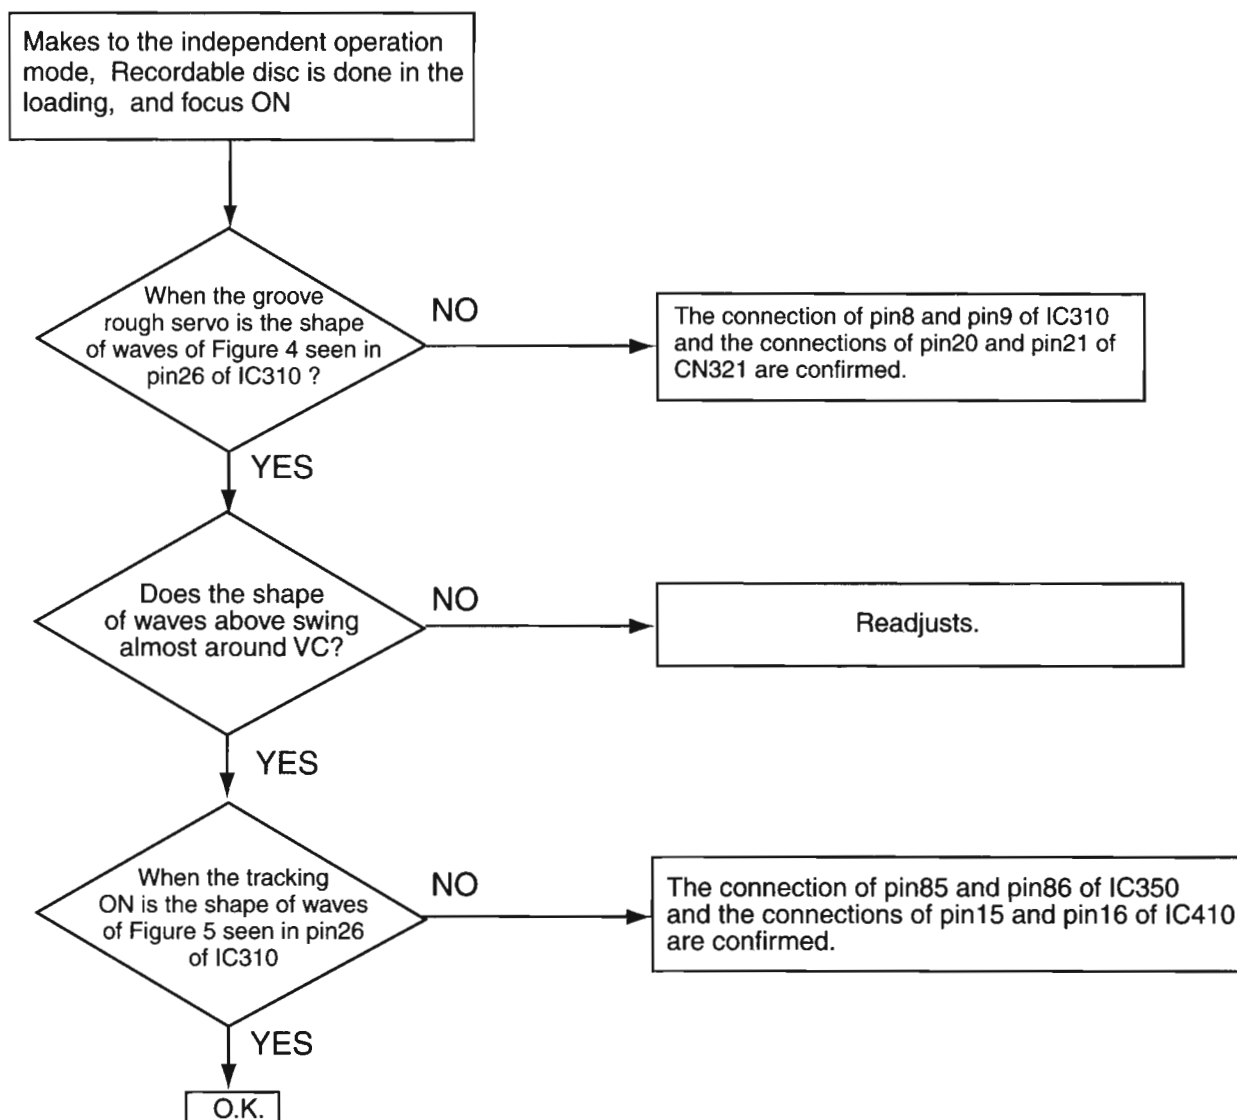 Makes to the independent operation
mode, Recordable disc is done in the
loading, and focus ON
When the groove
rough servo is the shape
of waves of Figure 4 seen in
pin26 of IC310 ?
NO
The connection of pin8 and pin9 of IC310
and the connections of pin20 and pin21 of
CN321 are confirmed.
YES
Does the shape
of waves above swing
almost around VC?
NO
Readjusts.
YES
When the tracking
ON is the shape of waves
of Figure 5 seen in pin26
of IC310
NO
The connection of pin85 and pin86 of IC350
and the connections of pin15 and pin16 of IC410
are confirmed.
YES
O.K.